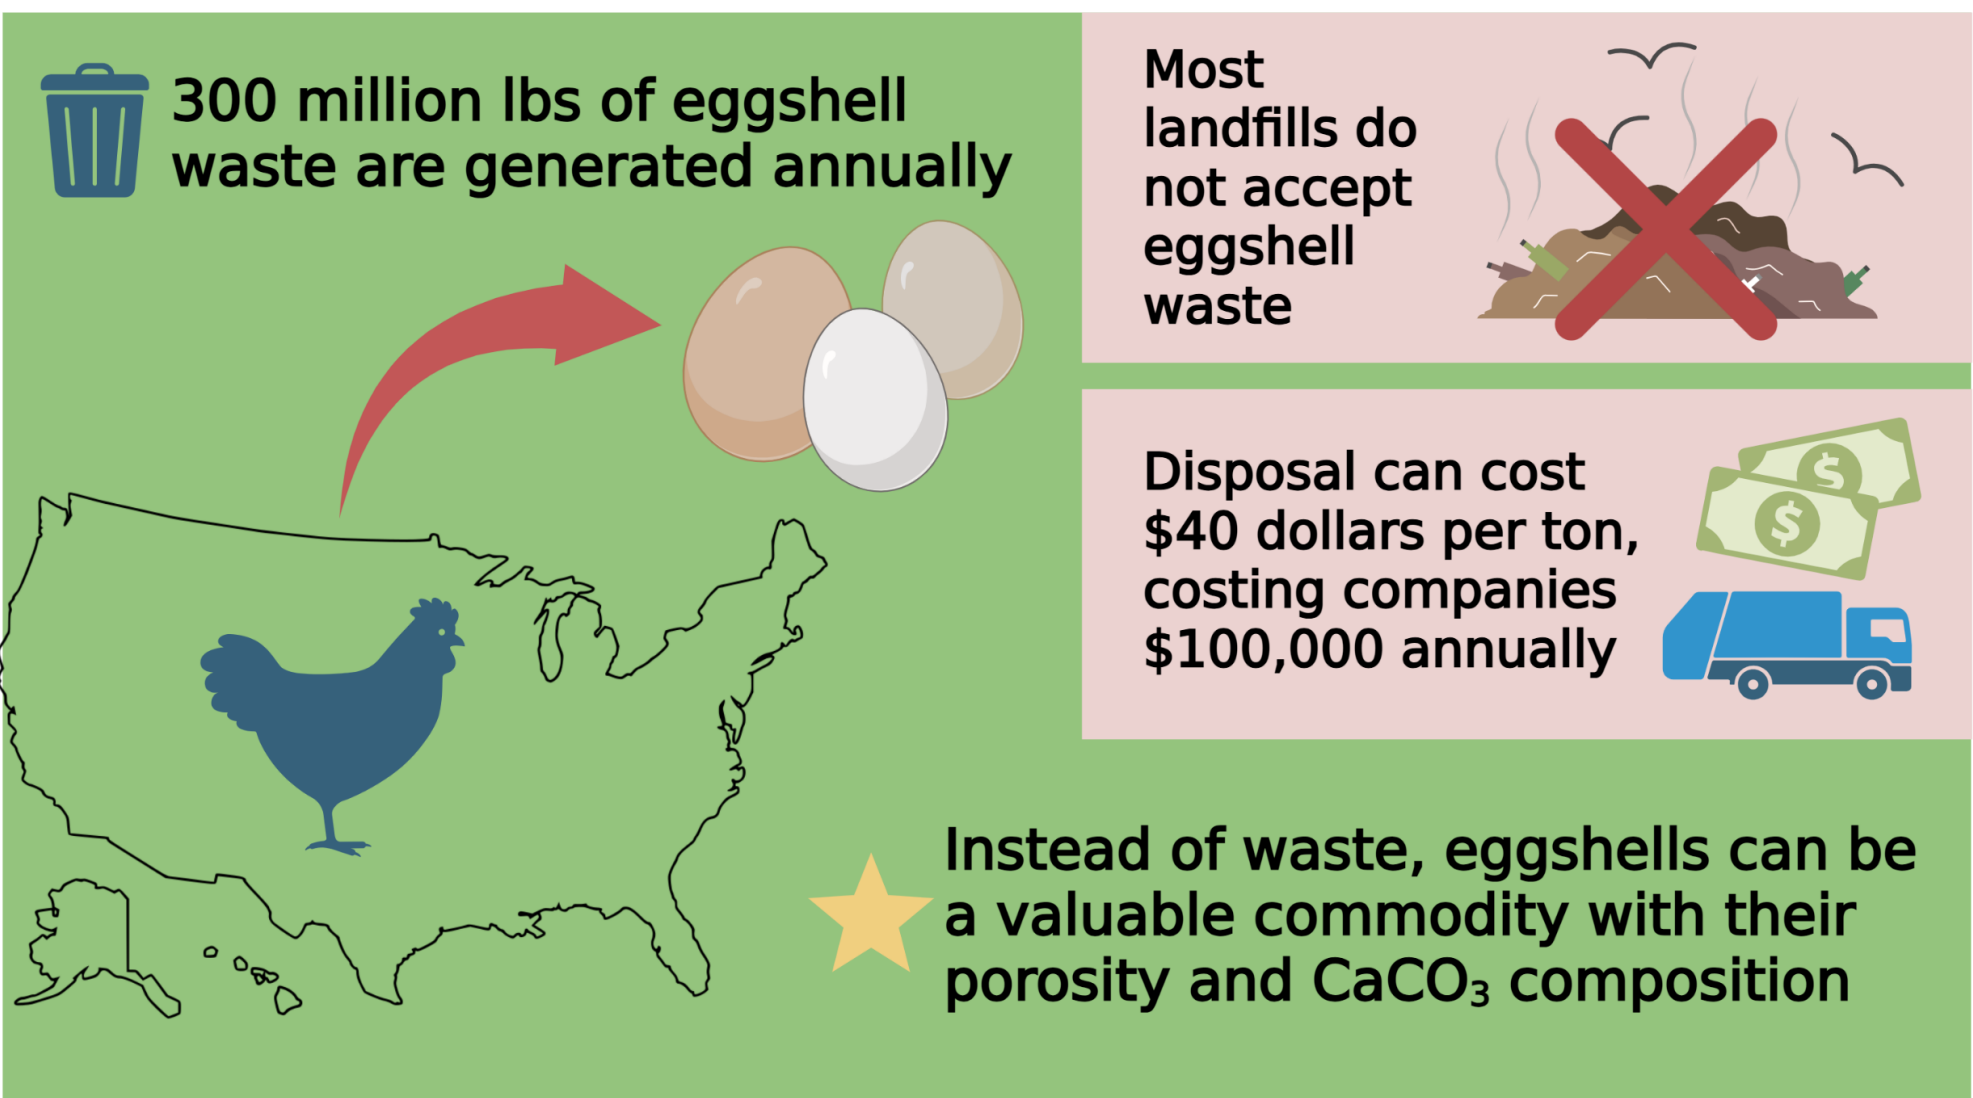 300 million lbs of eggshell
waste are generated annually
Most
landfills do
not accept
eggshell
waste
Disposal can cost
$40 dollars per ton,
costing companies
$100,000 annually
Instead of waste, eggshells can be
a valuable commodity with their
porosity and CaCO₃ composition